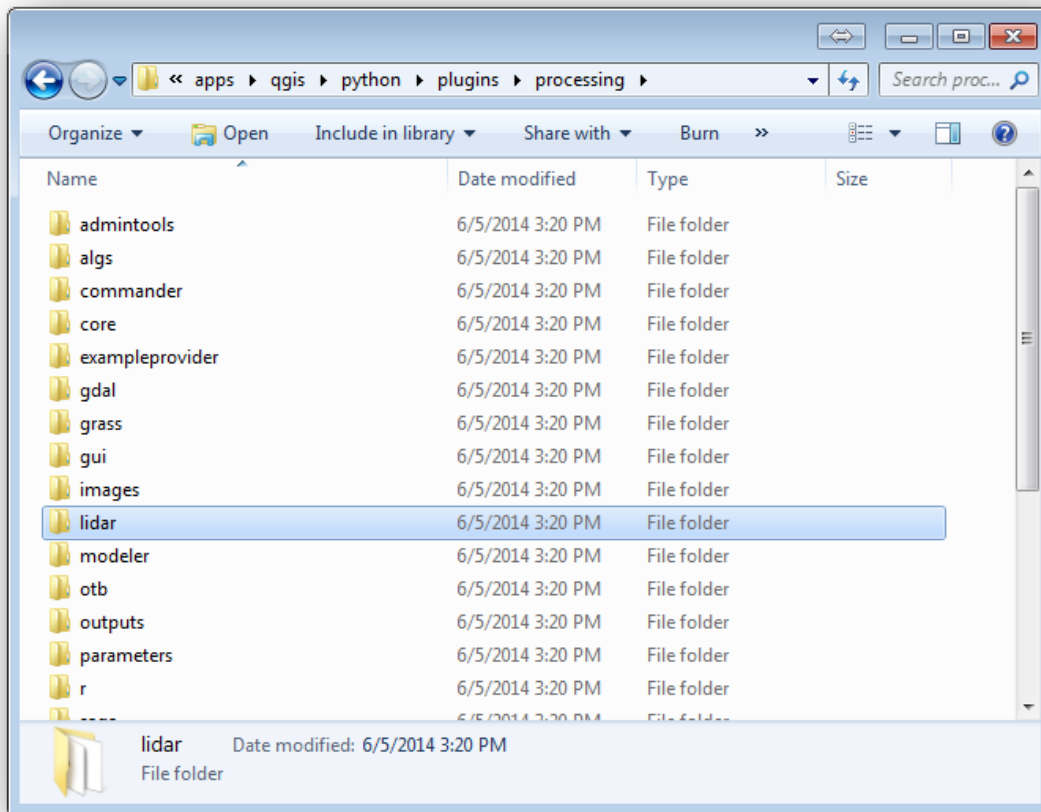 « apps qgis python plugins processing Search proc...
Organize Open Include in library Share with Burn »
Name Date modified Type Size
admintools 6/5/2014 3:20 PM File folder
algs 6/5/2014 3:20 PM File folder
commander 6/5/2014 3:20 PM File folder
core 6/5/2014 3:20 PM File folder
exampleprovider 6/5/2014 3:20 PM File folder
gdal 6/5/2014 3:20 PM File folder
grass 6/5/2014 3:20 PM File folder
gui 6/5/2014 3:20 PM File folder
images 6/5/2014 3:20 PM File folder
lidar 6/5/2014 3:20 PM File folder
modeler 6/5/2014 3:20 PM File folder
otb 6/5/2014 3:20 PM File folder
outputs 6/5/2014 3:20 PM File folder
parameters 6/5/2014 3:20 PM File folder
r 6/5/2014 3:20 PM File folder
6/5/2014 3:20 PM File folder
lidar Date modified: 6/5/2014 3:20 PM
File folder